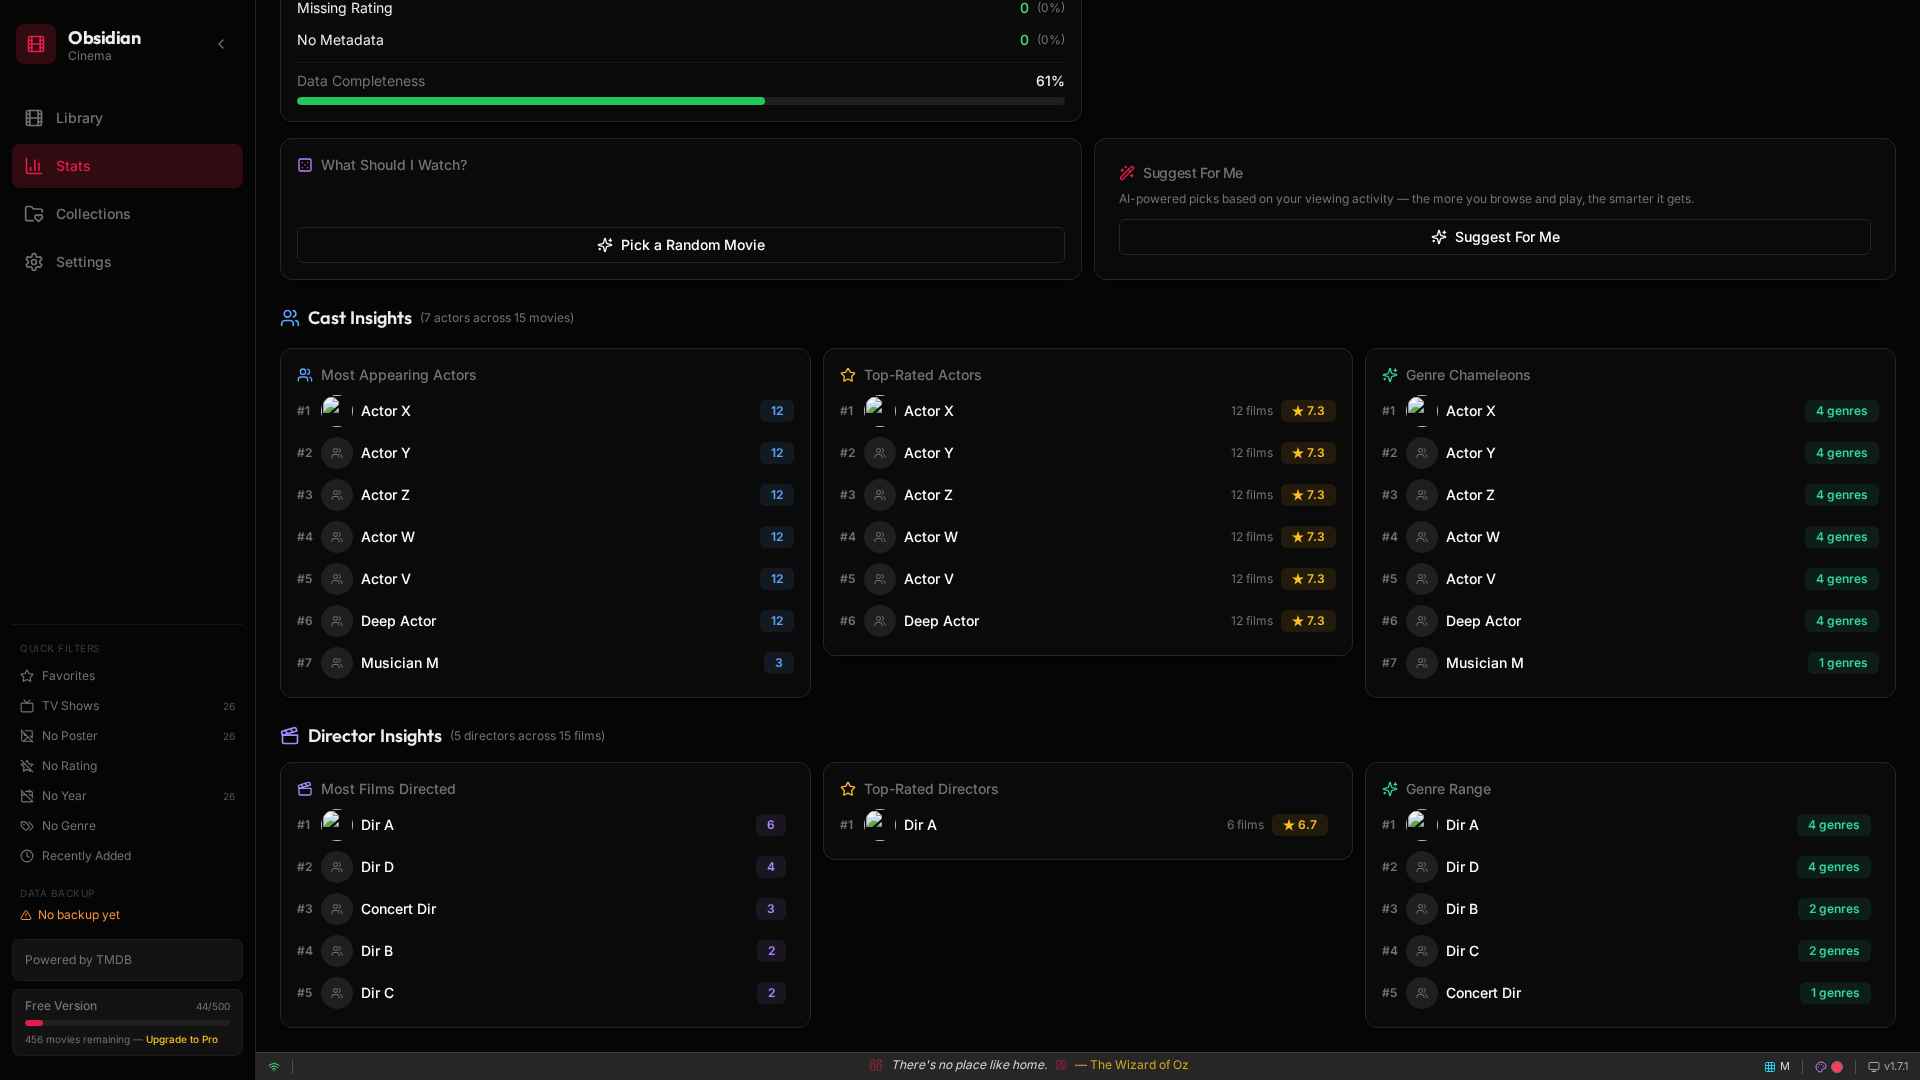 Obsidian
Cinema
Library
Stats
Collections
Settings
QUICK FILTERS
Favorites
TV Shows 26
No Poster 26
No Rating
No Year 26
No Genre
Recently Added
DATA BACKUP
No backup yet
Powered by TMDB
Free Version 44/500
456 movies remaining — Upgrade to Pro
Missing Rating 0 (0%)
No Metadata 0 (0%)
Data Completeness 61%
What Should I Watch?
Pick a Random Movie
Suggest For Me
AI-powered picks based on your viewing activity — the more you browse and play, the smarter it gets.
Suggest For Me
Cast Insights (7 actors across 15 movies)
Most Appearing Actors
#1 Actor X 12
#2 Actor Y 12
#3 Actor Z 12
#4 Actor W 12
#5 Actor V 12
#6 Deep Actor 12
#7 Musician M 3
Top-Rated Actors
#1 Actor X 12 films ★ 7.3
#2 Actor Y 12 films ★ 7.3
#3 Actor Z 12 films ★ 7.3
#4 Actor W 12 films ★ 7.3
#5 Actor V 12 films ★ 7.3
#6 Deep Actor 12 films ★ 7.3
Genre Chameleons
#1 Actor X 4 genres
#2 Actor Y 4 genres
#3 Actor Z 4 genres
#4 Actor W 4 genres
#5 Actor V 4 genres
#6 Deep Actor 4 genres
#7 Musician M 1 genres
Director Insights (5 directors across 15 films)
Most Films Directed
#1 Dir A 6
#2 Dir D 4
#3 Concert Dir 3
#4 Dir B 2
#5 Dir C 2
Top-Rated Directors
#1 Dir A 6 films ★ 6.7
Genre Range
#1 Dir A 4 genres
#2 Dir D 4 genres
#3 Dir B 2 genres
#4 Dir C 2 genres
#5 Concert Dir 1 genres
There's no place like home. — The Wizard of Oz
M
v1.7.1